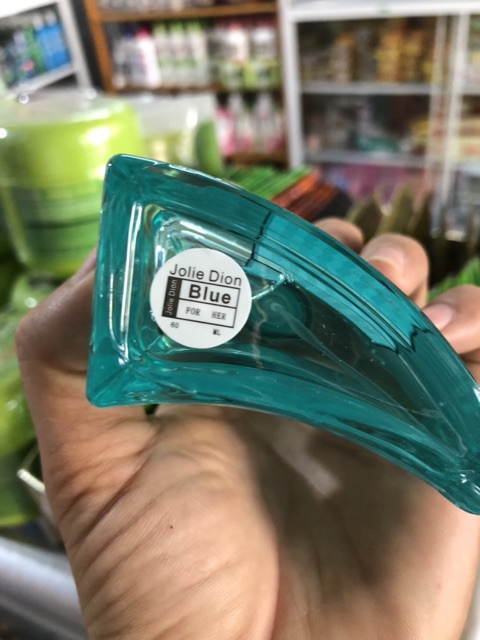 Jolie Dion
Jolie Dion
Blue
FOR HER
60 ML